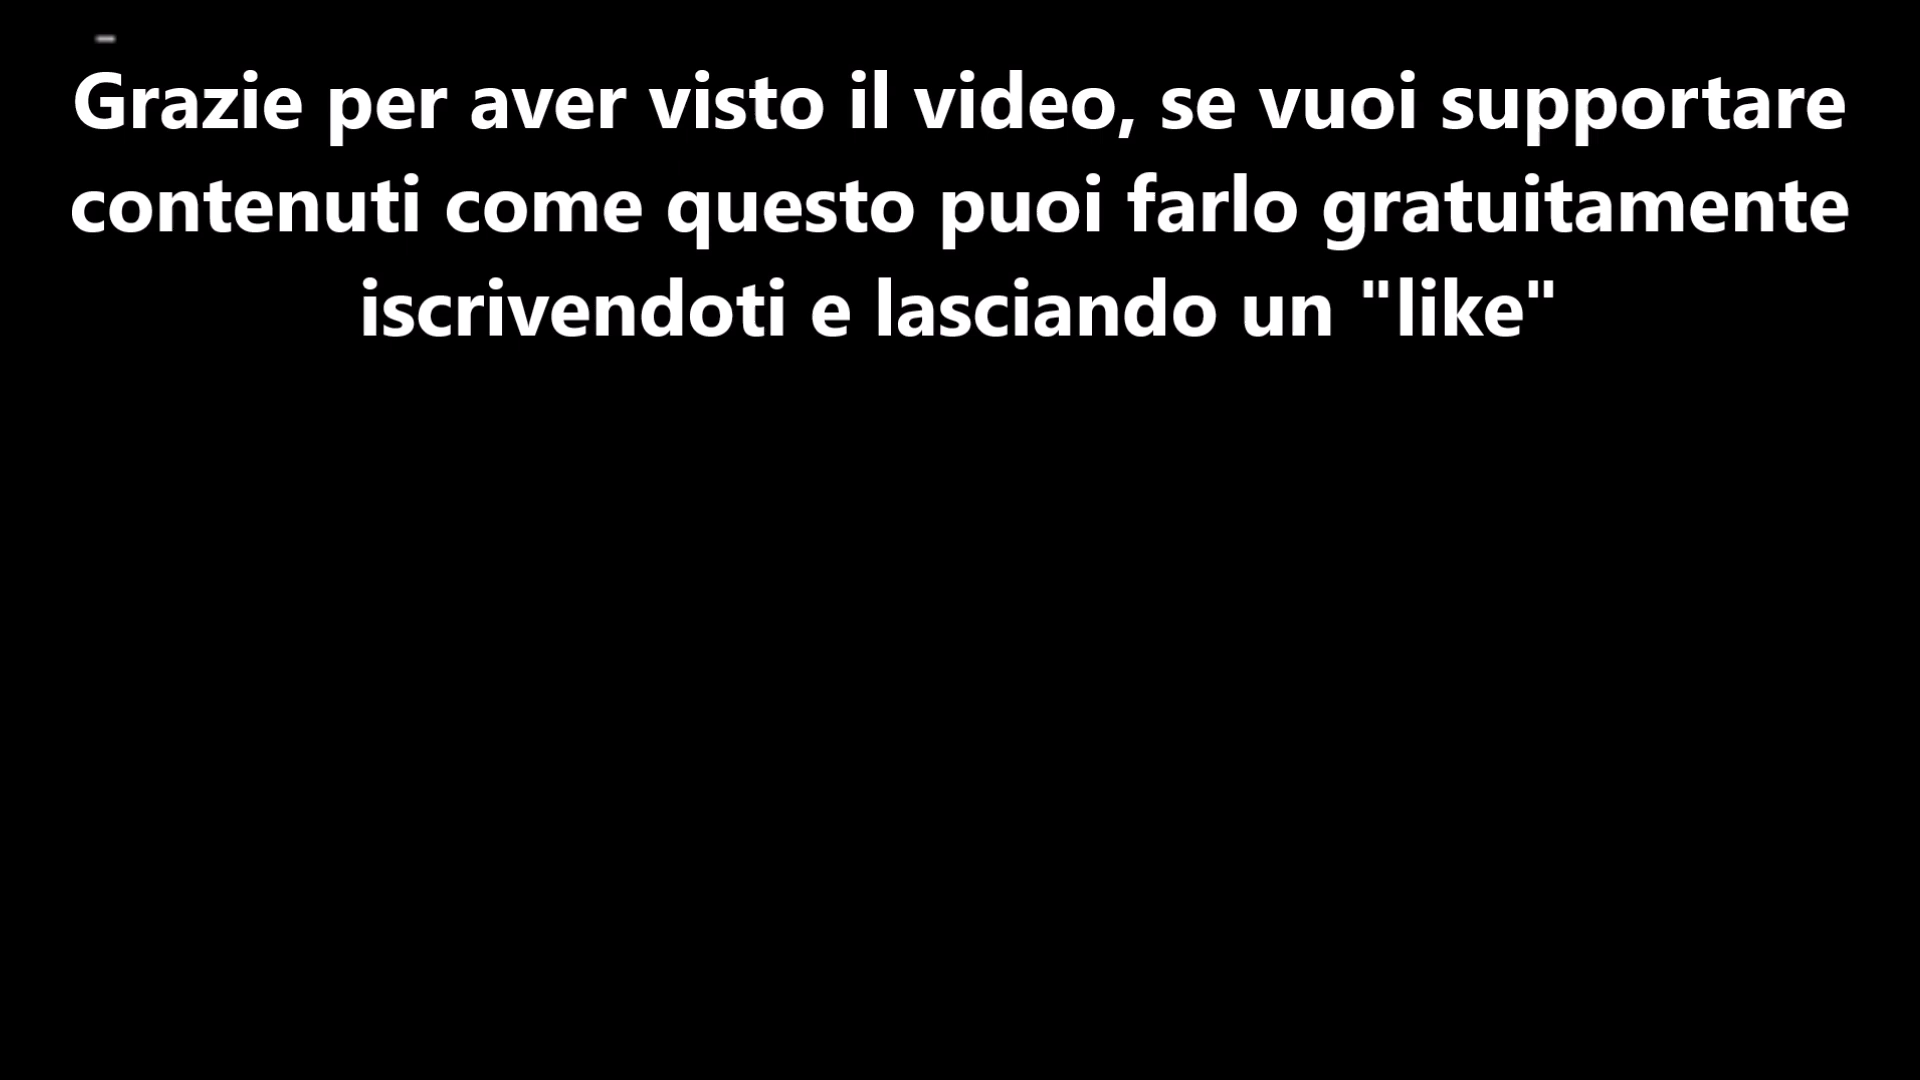 Grazie per aver visto il video, se vuoi supportare
contenuti come questo puoi farlo gratuitamente
iscrivendoti e lasciando un "like"